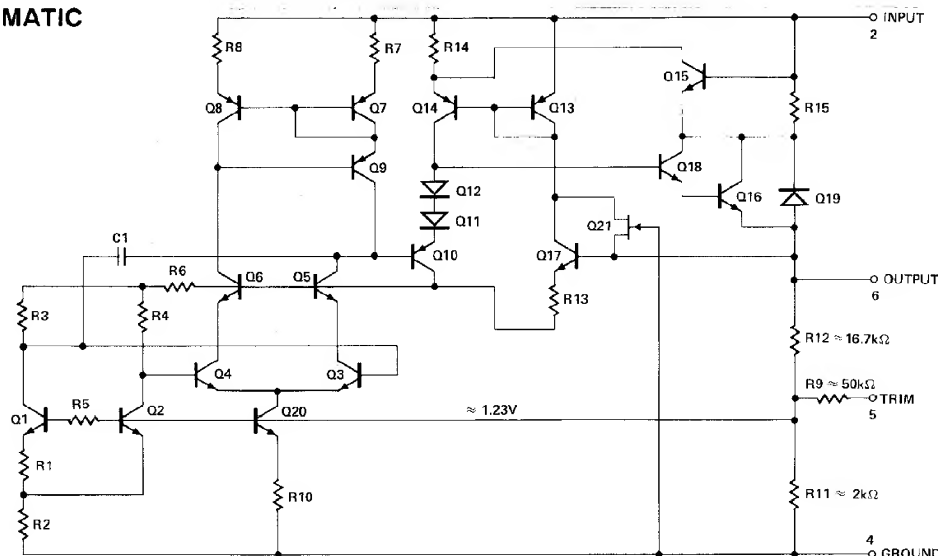 MATIC
INPUT
2
R8
R7
R14
Q15
R15
Q8
Q7
Q14
Q13
Q9
Q18
Q12
Q16
Q19
Q11
Q21
C1
Q10
Q17
R6
Q6
Q5
OUTPUT
6
R3
R4
R13
R12 ≈ 16.7kΩ
Q4
Q3
R9 ≈ 50kΩ
TRIM
5
Q1
R5
Q2
Q20
≈ 1.23V
R1
R10
R11 ≈ 2kΩ
R2
4
GROUND